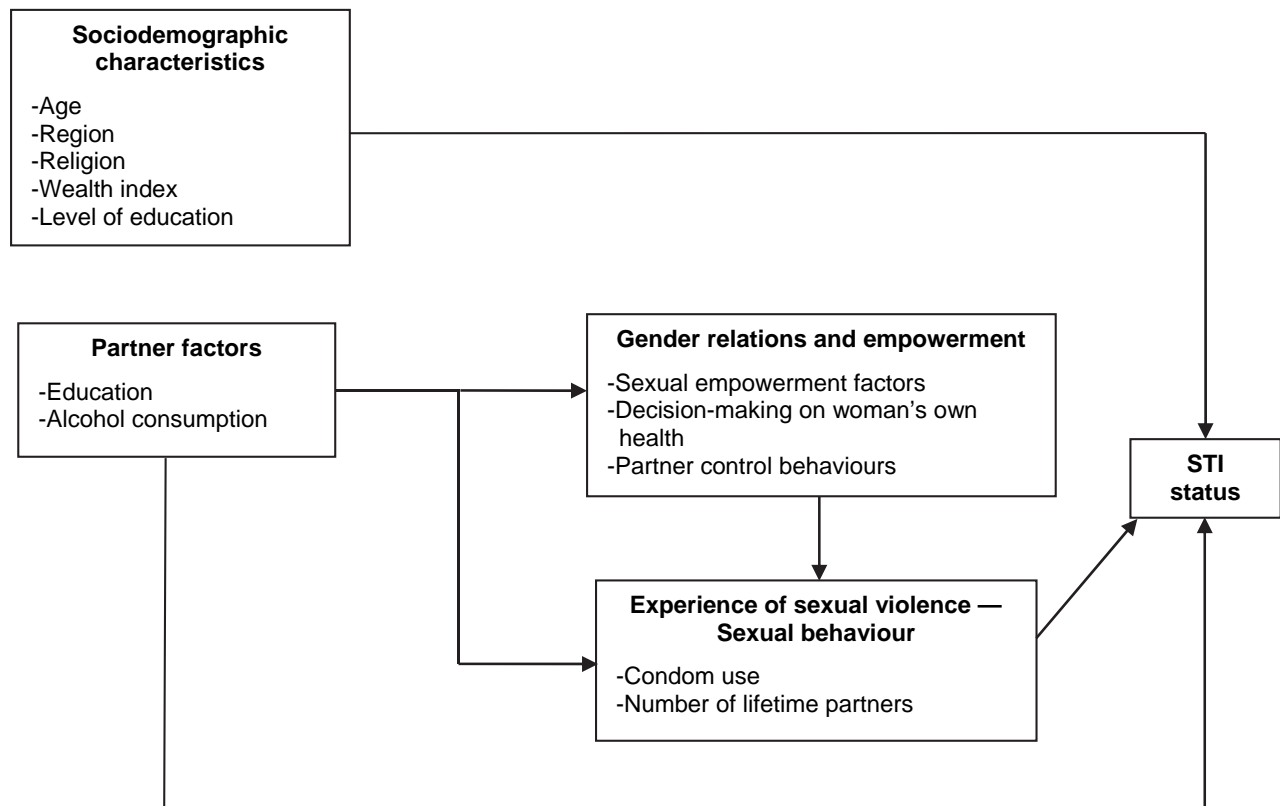 Sociodemographic
characteristics
-Age
-Region
-Religion
-Wealth index
-Level of education
Partner factors
-Education
-Alcohol consumption
Gender relations and empowerment
-Sexual empowerment factors
-Decision-making on woman’s own
health
-Partner control behaviours
STI
status
Experience of sexual violence —
Sexual behaviour
-Condom use
-Number of lifetime partners